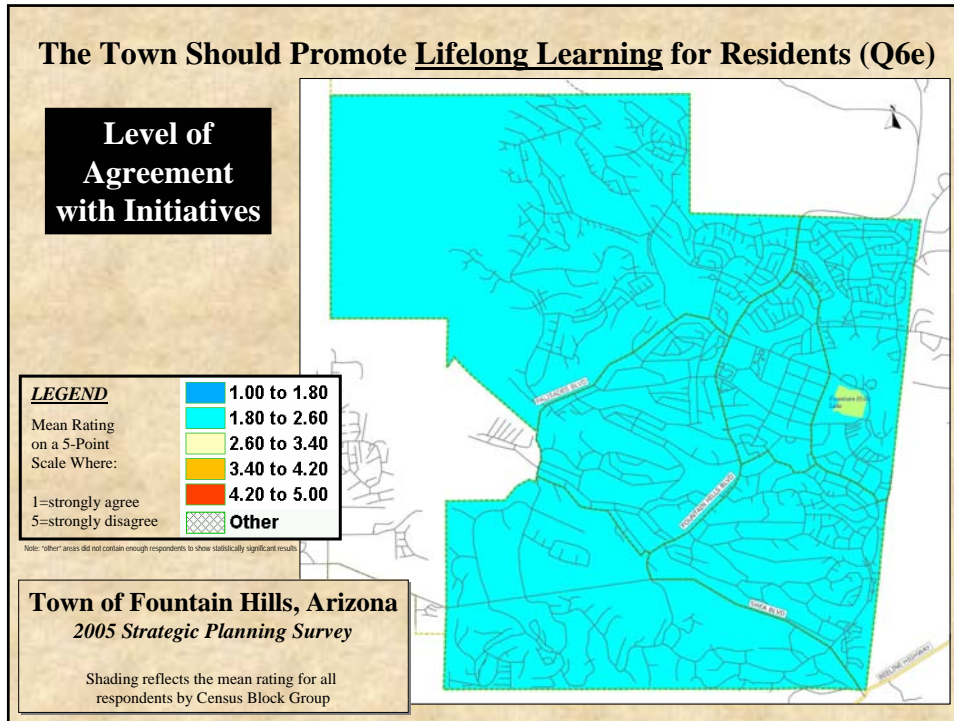 The Town Should Promote Lifelong Learning for Residents (Q6e)
Level of
Agreement
with Initiatives
PALISADES BLVD
Fountain Hills
Lake
FOUNTAIN HILLS BLVD
SHEA BLVD
BEELINE HIGHWAY
LEGEND
Mean Rating
on a 5-Point
Scale Where:
1=strongly agree
5=strongly disagree
1.00 to 1.80
1.80 to 2.60
2.60 to 3.40
3.40 to 4.20
4.20 to 5.00
Other
Note: "other" areas did not contain enough respondents to show statistically significant results
Town of Fountain Hills, Arizona
2005 Strategic Planning Survey
Shading reflects the mean rating for all
respondents by Census Block Group